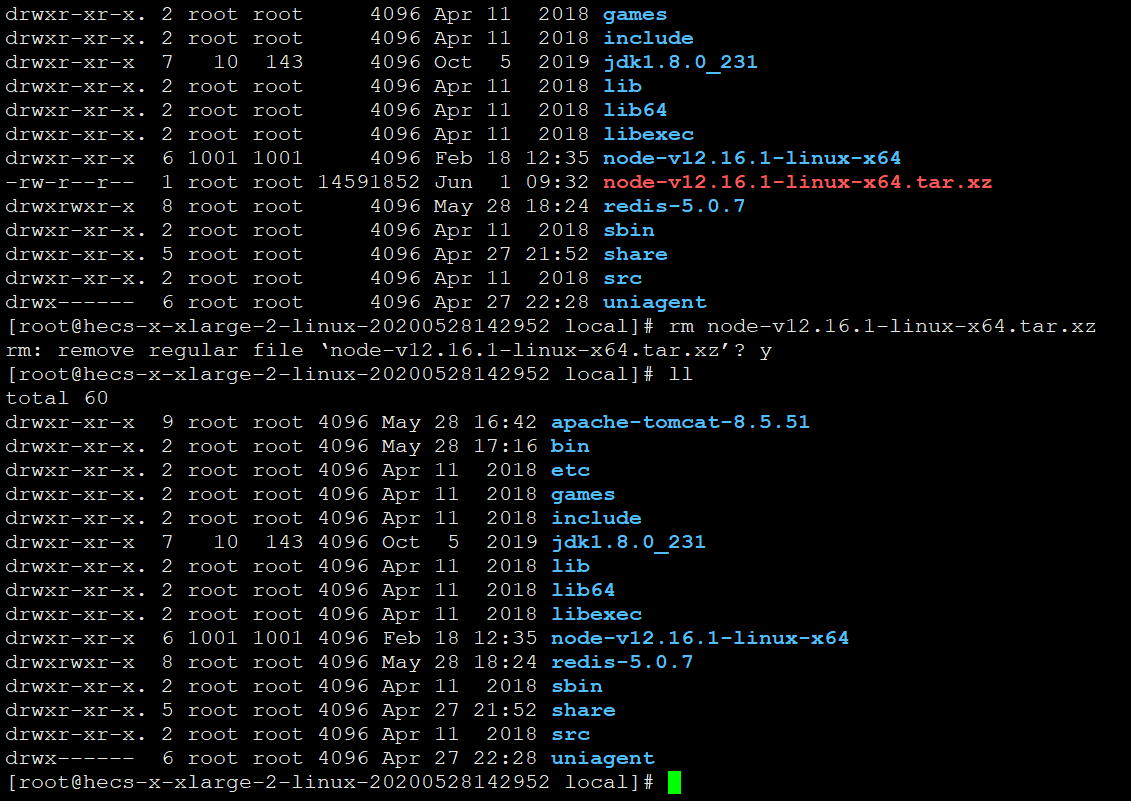 drwxr-xr-x. 2 root root     4096 Apr 11  2018 games
drwxr-xr-x. 2 root root     4096 Apr 11  2018 include
drwxr-xr-x  7   10  143     4096 Oct  5  2019 jdk1.8.0_231
drwxr-xr-x. 2 root root     4096 Apr 11  2018 lib
drwxr-xr-x. 2 root root     4096 Apr 11  2018 lib64
drwxr-xr-x. 2 root root     4096 Apr 11  2018 libexec
drwxr-xr-x  6 1001 1001     4096 Feb 18 12:35 node-v12.16.1-linux-x64
-rw-r--r--  1 root root 14591852 Jun  1 09:32 node-v12.16.1-linux-x64.tar.xz
drwxrwxr-x  8 root root     4096 May 28 18:24 redis-5.0.7
drwxr-xr-x. 2 root root     4096 Apr 11  2018 sbin
drwxr-xr-x. 5 root root     4096 Apr 27 21:52 share
drwxr-xr-x. 2 root root     4096 Apr 11  2018 src
drwx------  6 root root     4096 Apr 27 22:28 uniagent
[root@hecs-x-xlarge-2-linux-20200528142952 local]# rm node-v12.16.1-linux-x64.tar.xz
rm: remove regular file ‘node-v12.16.1-linux-x64.tar.xz’? y
[root@hecs-x-xlarge-2-linux-20200528142952 local]# ll
total 60
drwxr-xr-x  9 root root 4096 May 28 16:42 apache-tomcat-8.5.51
drwxr-xr-x. 2 root root 4096 May 28 17:16 bin
drwxr-xr-x. 2 root root 4096 Apr 11  2018 etc
drwxr-xr-x. 2 root root 4096 Apr 11  2018 games
drwxr-xr-x. 2 root root 4096 Apr 11  2018 include
drwxr-xr-x  7   10  143 4096 Oct  5  2019 jdk1.8.0_231
drwxr-xr-x. 2 root root 4096 Apr 11  2018 lib
drwxr-xr-x. 2 root root 4096 Apr 11  2018 lib64
drwxr-xr-x. 2 root root 4096 Apr 11  2018 libexec
drwxr-xr-x  6 1001 1001 4096 Feb 18 12:35 node-v12.16.1-linux-x64
drwxrwxr-x  8 root root 4096 May 28 18:24 redis-5.0.7
drwxr-xr-x. 2 root root 4096 Apr 11  2018 sbin
drwxr-xr-x. 5 root root 4096 Apr 27 21:52 share
drwxr-xr-x. 2 root root 4096 Apr 11  2018 src
drwx------  6 root root 4096 Apr 27 22:28 uniagent
[root@hecs-x-xlarge-2-linux-20200528142952 local]#